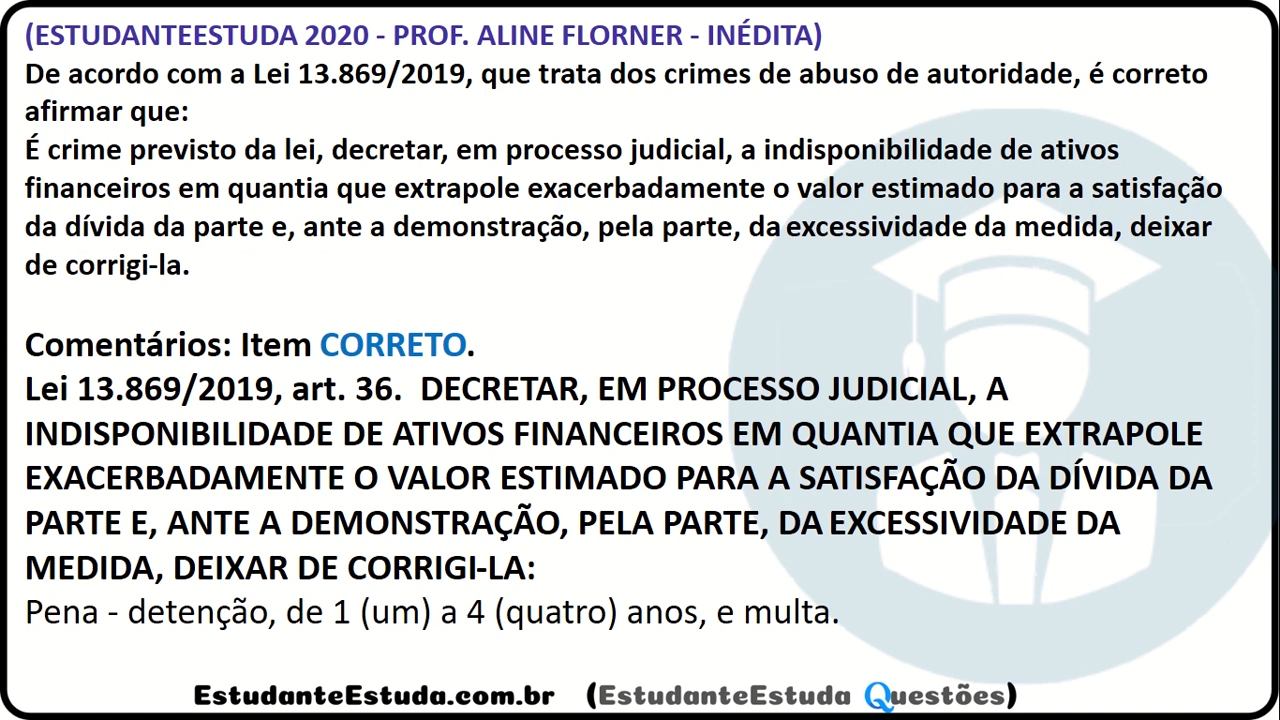 (ESTUDANTEESTUDA 2020 - PROF. ALINE FLORNER - INÉDITA)
De acordo com a Lei 13.869/2019, que trata dos crimes de abuso de autoridade, é correto
afirmar que:
É crime previsto da lei, decretar, em processo judicial, a indisponibilidade de ativos
financeiros em quantia que extrapole exacerbadamente o valor estimado para a satisfação
da dívida da parte e, ante a demonstração, pela parte, da excessividade da medida, deixar
de corrigi-la.
Comentários: Item CORRETO.
Lei 13.869/2019, art. 36. DECRETAR, EM PROCESSO JUDICIAL, A
INDISPONIBILIDADE DE ATIVOS FINANCEIROS EM QUANTIA QUE EXTRAPOLE
EXACERBADAMENTE O VALOR ESTIMADO PARA A SATISFAÇÃO DA DÍVIDA DA
PARTE E, ANTE A DEMONSTRAÇÃO, PELA PARTE, DA EXCESSIVIDADE DA
MEDIDA, DEIXAR DE CORRIGI-LA:
Pena - detenção, de 1 (um) a 4 (quatro) anos, e multa.
EstudanteEstuda.com.br (EstudanteEstuda Questões)